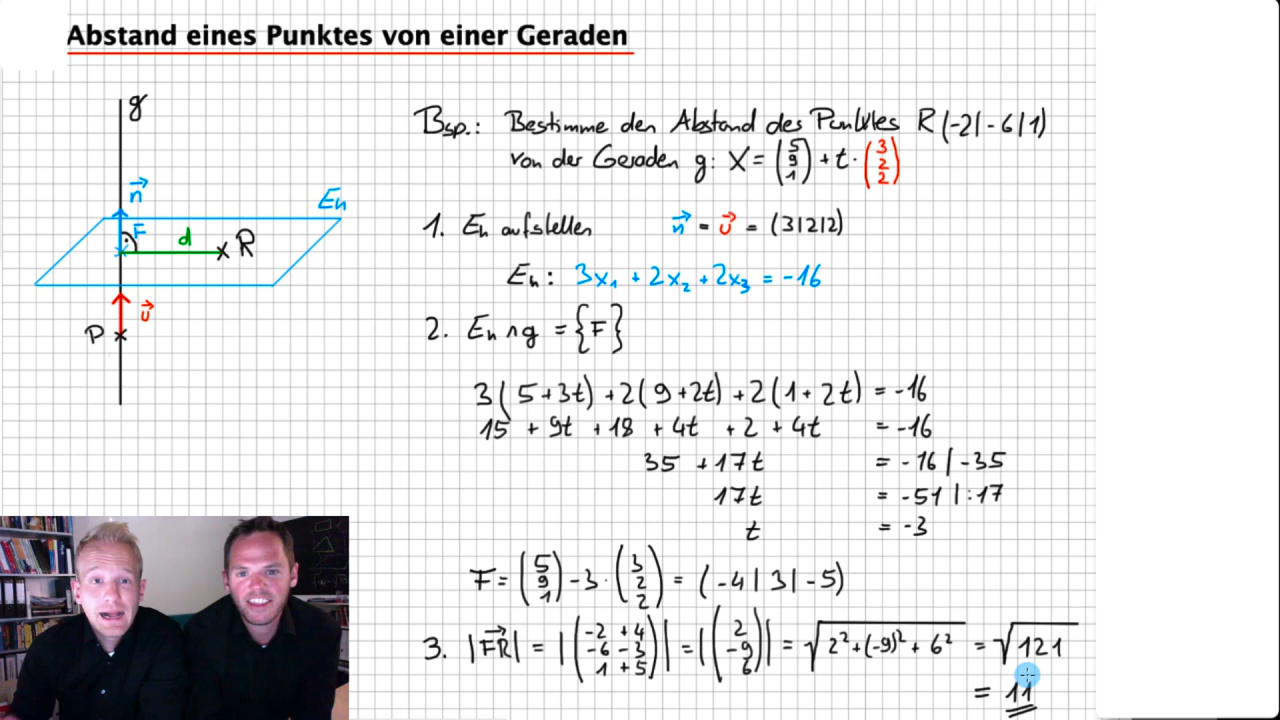 Abstand eines Punktes von einer Geraden
g
n⃗
En
F
d
R
u⃗
P
Bsp.: Bestimme den Abstand des Punktes R(-2|-6|1)
von der Geraden g: X = (5 9 1) + t · (3 2 2)
1. En aufstellen n⃗ = u⃗ = (3|2|2)
En: 3x₁ + 2x₂ + 2x₃ = -16
2. En ∩ g = {F}
3(5+3t) + 2(9+2t) + 2(1+2t) = -16
15 + 9t + 18 + 4t + 2 + 4t = -16
35 + 17t = -16 | -35
17t = -51 | :17
t = -3
F = (5 9 1) - 3 · (3 2 2) = (-4|3|-5)
3. |FR⃗| = |(-2+4 -6-3 1+5)| = |(2 -9 6)| = √(2²+(-9)²+6²) = √121
= 11